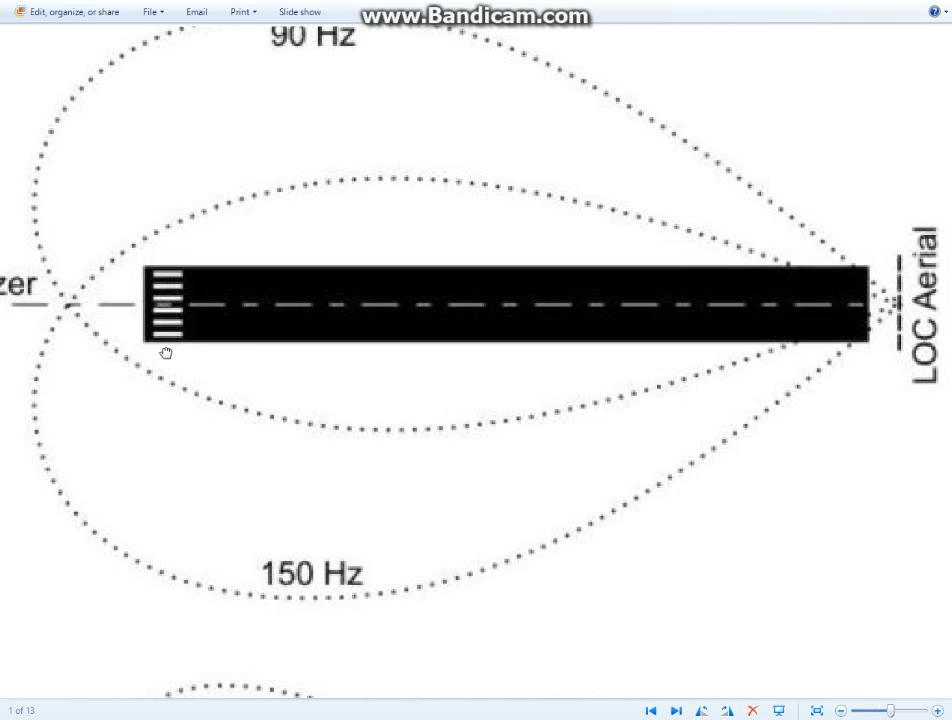 Edit, organize, or share File Email Print Slide show
www.Bandicam.com
90 Hz
zer
LOC Aerial
150 Hz
1 of 13